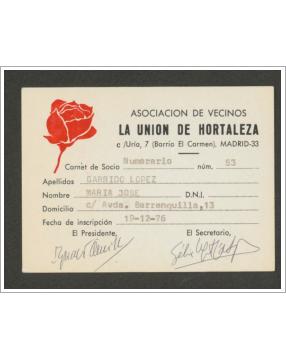 ASOCIACION DE VECINOS
LA UNION DE HORTALEZA
c/Uría, 7 (Barrio El Carmen), MADRID-33
Carnet de Socio Numerario núm. 53
Apellidos GARRIDO LOPEZ
Nombre MARIA JOSE D.N.I.
Domicilio c/ Avda. Barranquilla,13
Fecha de inscripción 19-12-76
El Presidente, El Secretario,